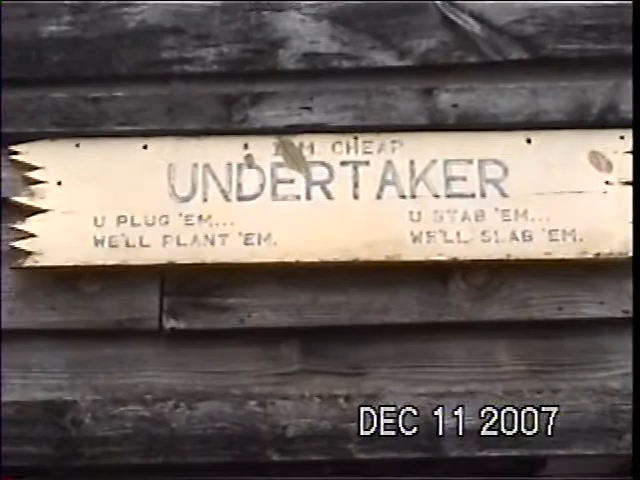 I. M. CHEAP
UNDERTAKER
U PLUG 'EM...
WE'LL PLANT 'EM.
U STAB 'EM...
WE'LL SLAB 'EM.
DEC 11 2007